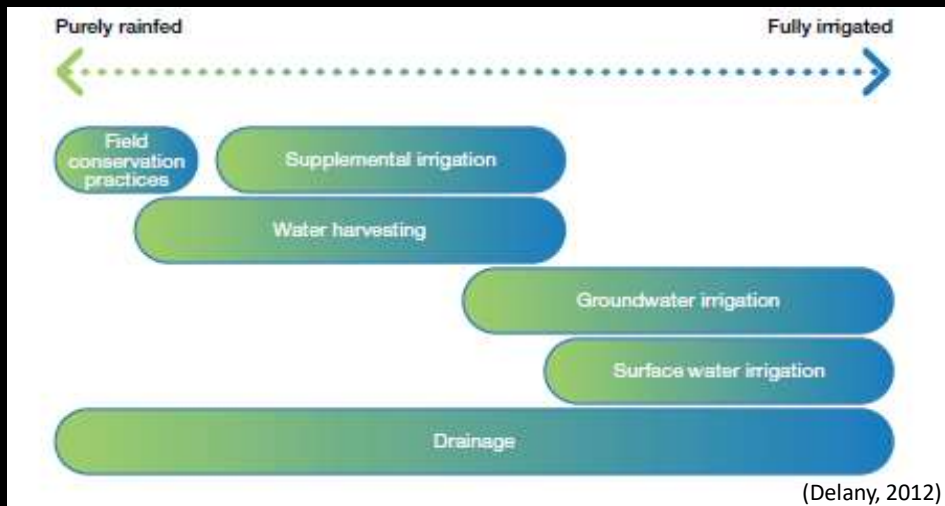 Purely rainfed
Fully irrigated
Field
conservation
practices
Supplemental irrigation
Water harvesting
Groundwater irrigation
Surface water irrigation
Drainage
(Delany, 2012)